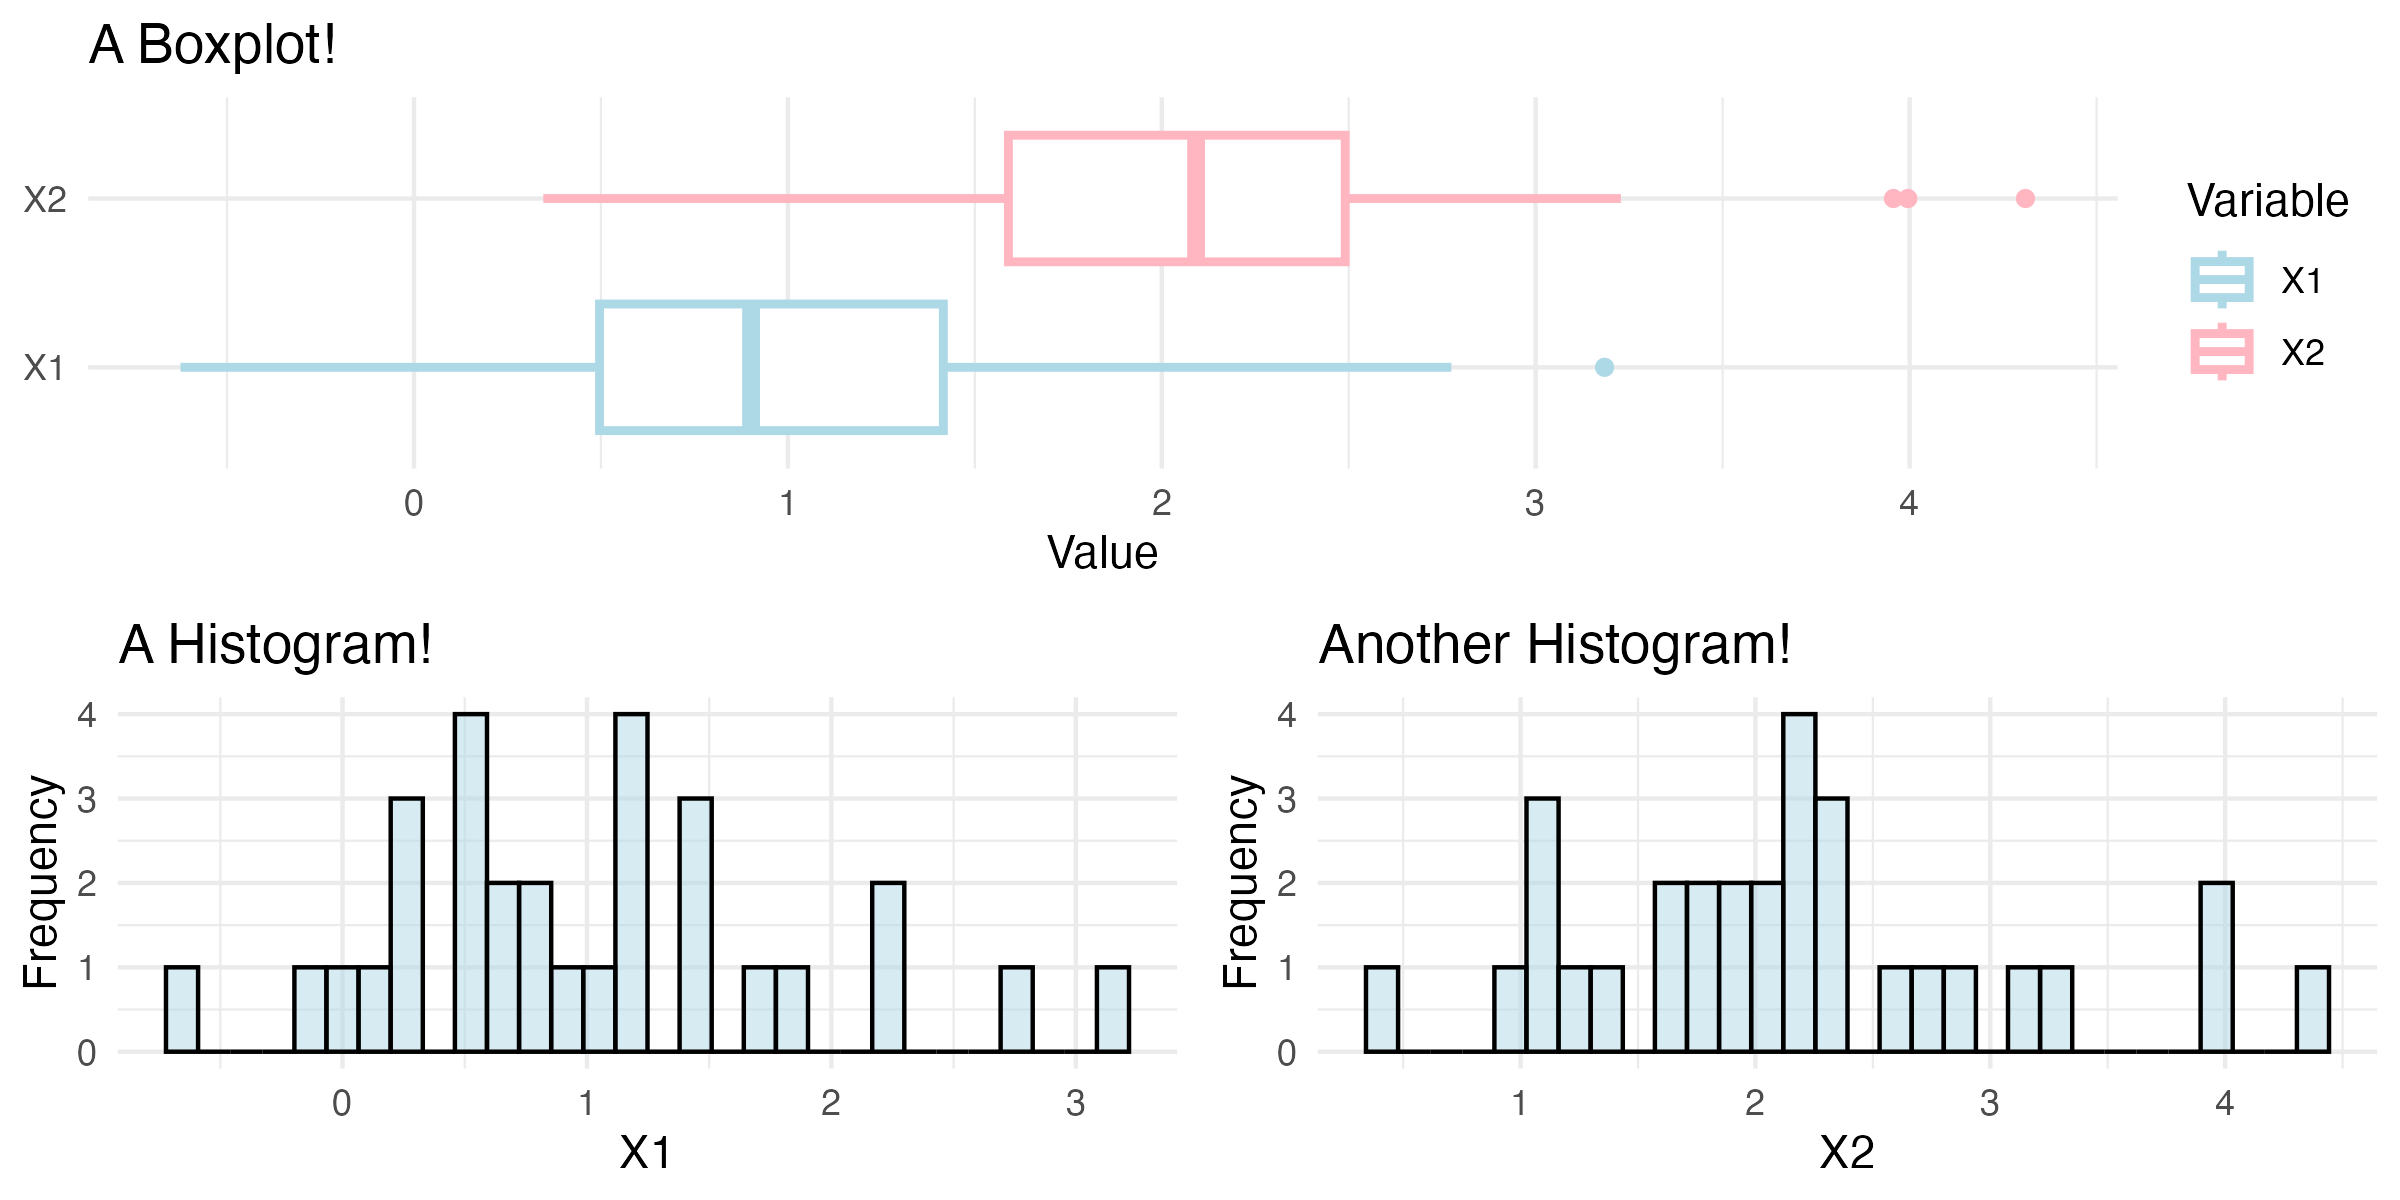 A Boxplot!
X2
X1
0 1 2 3 4
Value
Variable
X1
X2
A Histogram!
4
3
2
1
0
Frequency
0 1 2 3
X1
Another Histogram!
4
3
2
1
0
Frequency
1 2 3 4
X2